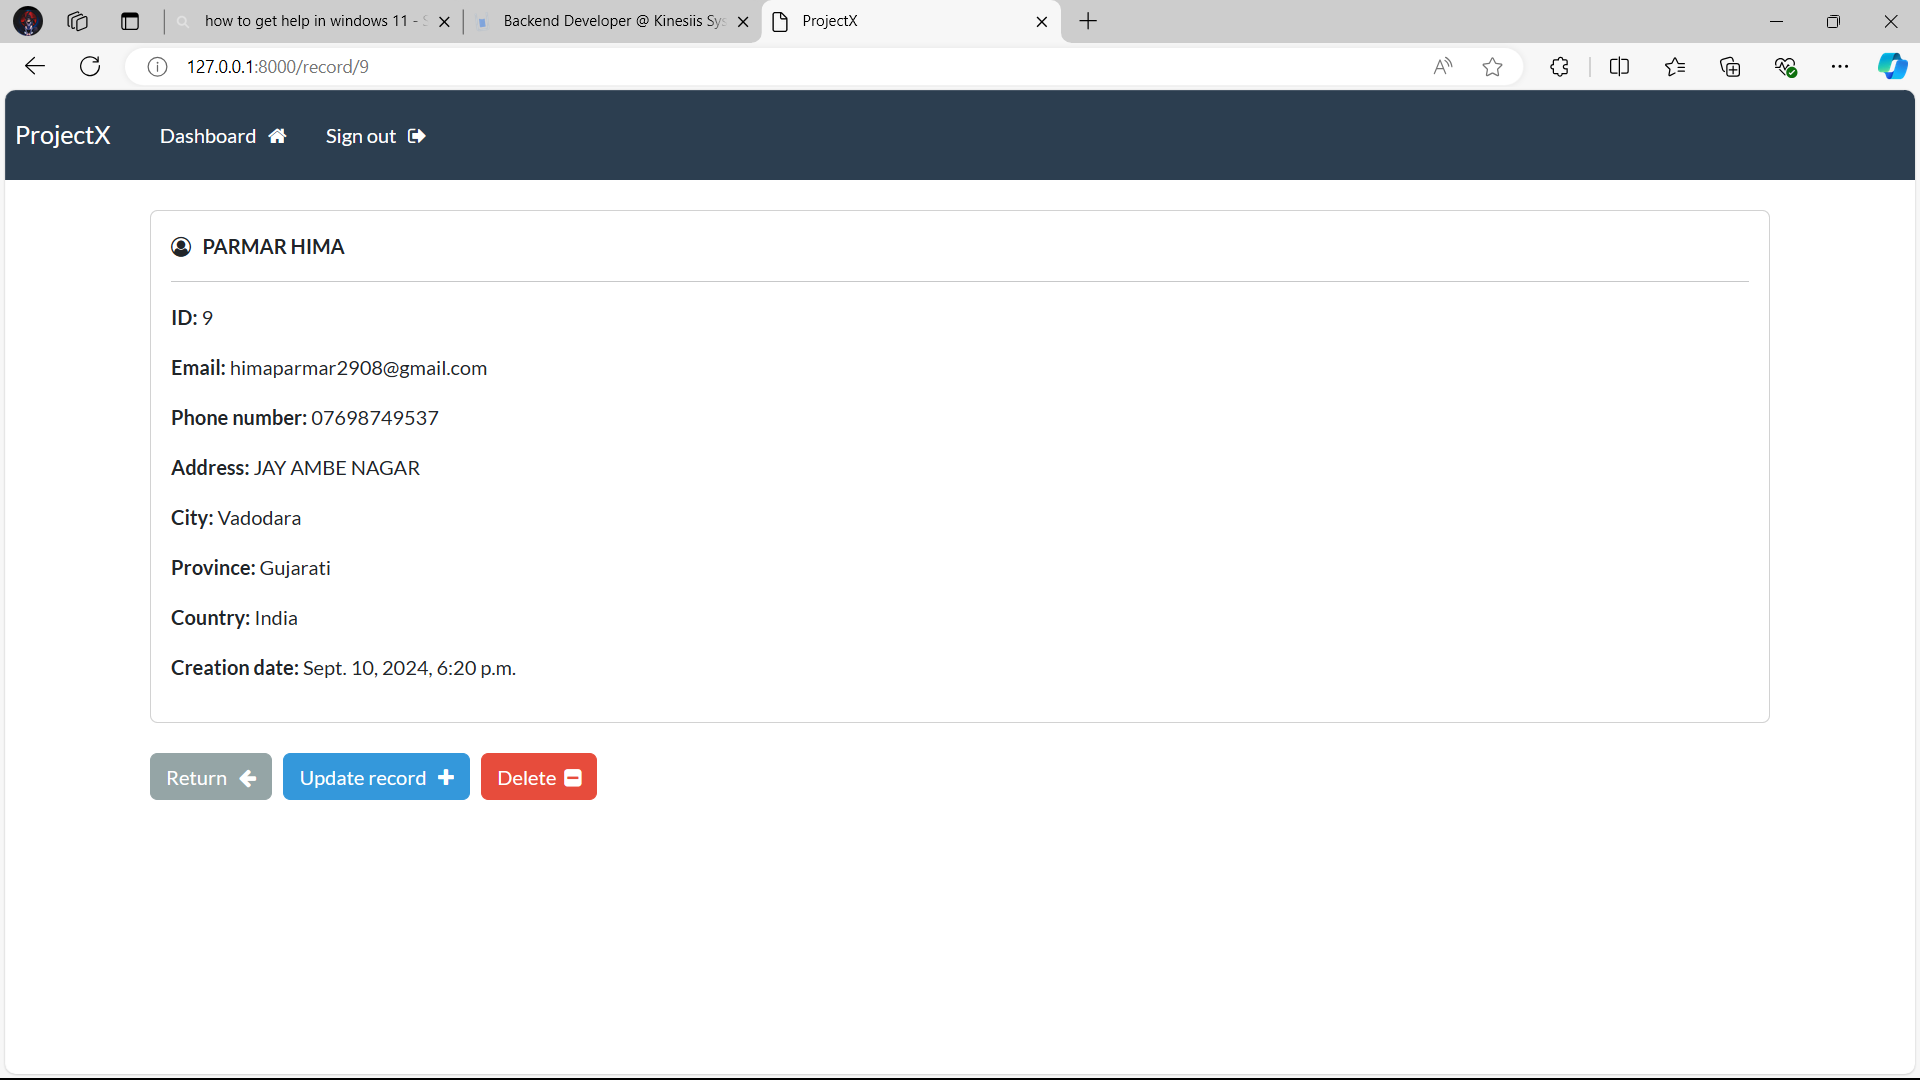 how to get help in windows 11 -
Backend Developer @ Kinesiis Sys
ProjectX
127.0.0.1:8000/record/9
ProjectX
Dashboard
Sign out
PARMAR HIMA
ID: 9
Email: himaparmar2908@gmail.com
Phone number: 07698749537
Address: JAY AMBE NAGAR
City: Vadodara
Province: Gujarati
Country: India
Creation date: Sept. 10, 2024, 6:20 p.m.
Return
Update record
Delete